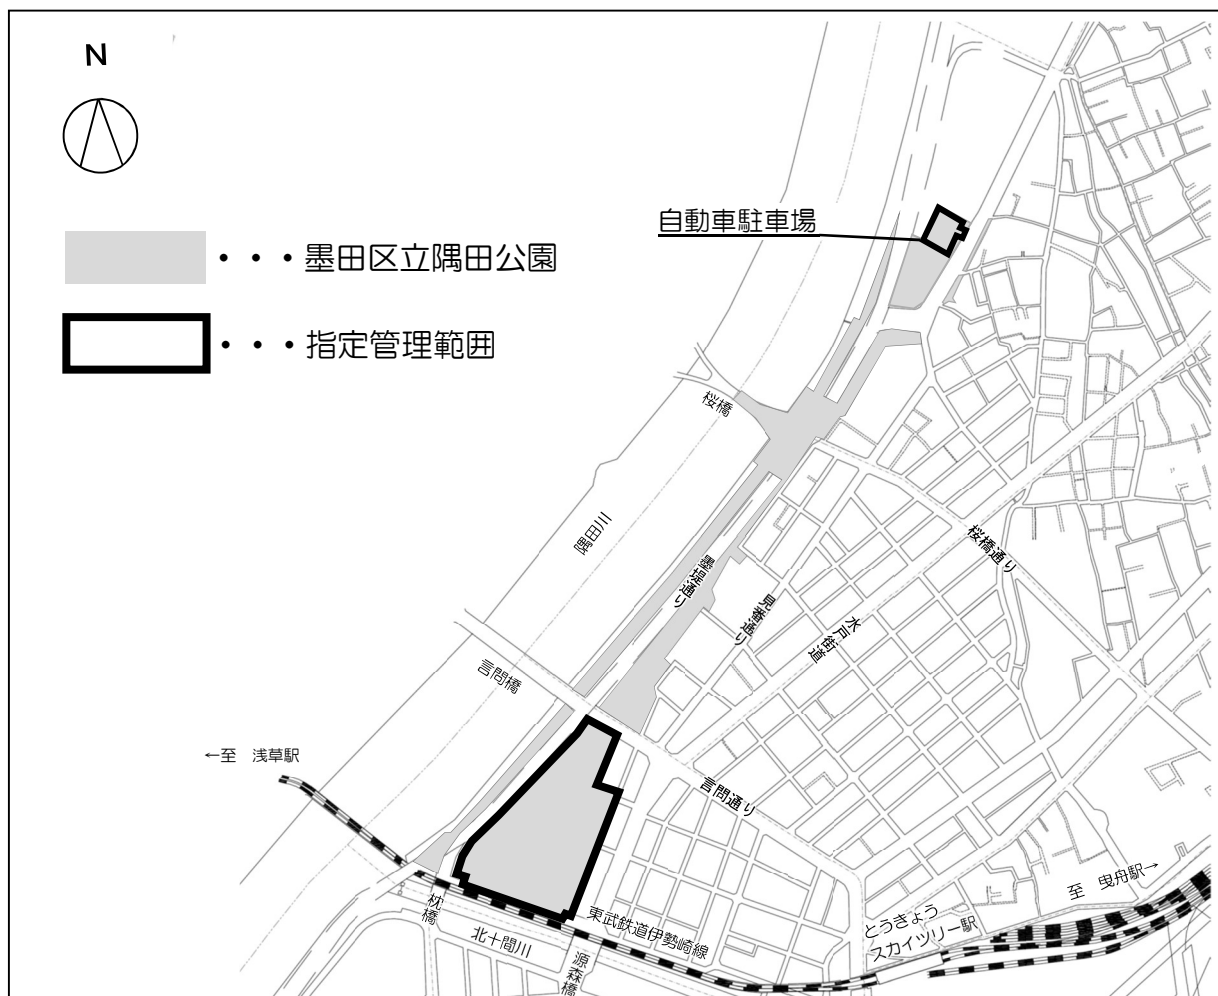 N
自動車駐車場
・・・墨田区立隅田公園
・・・指定管理範囲
桜橋
隅田川
桜橋通り
墨堤通り
見番通り
水戸街道
言問橋
←至 浅草駅
言問通り
至 曳舟駅→
とうきょう
スカイツリー駅
枕橋
東武鉄道伊勢崎線
北十間川
源森橋